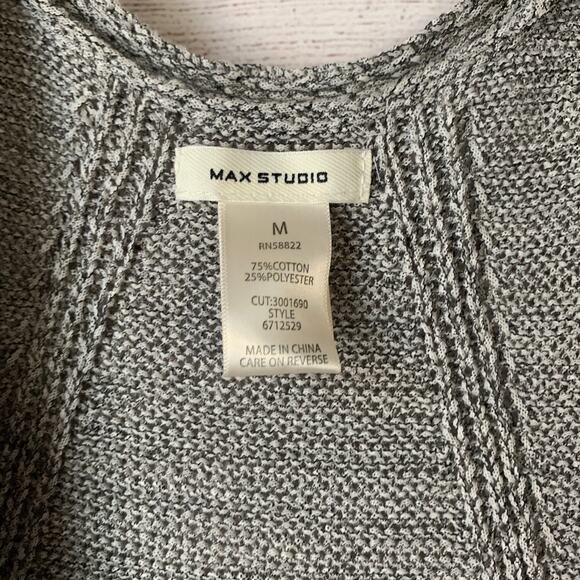 MAX STUDIO
M
RN58822
75%COTTON
25%POLYESTER
CUT:3001690
STYLE
6712529
MADE IN CHINA
CARE ON REVERSE